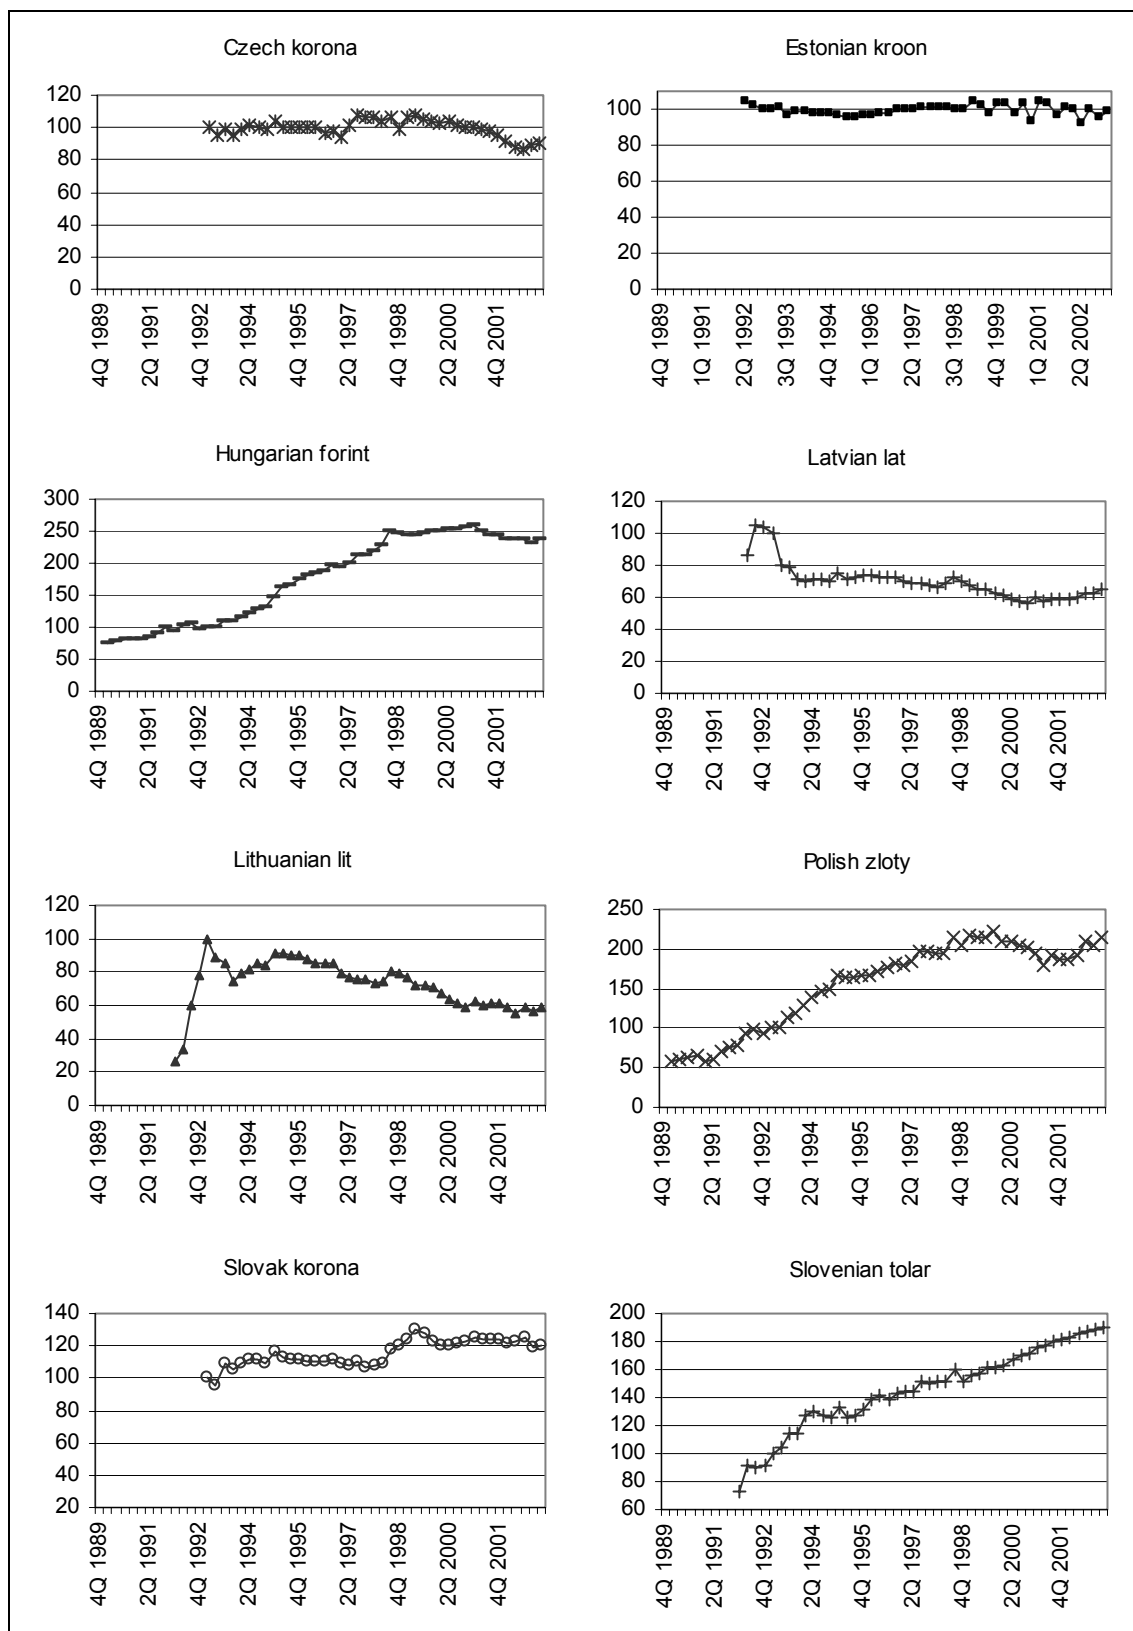 Czech korona
120
100
80
60
40
20
0
4Q 1989
2Q 1991
4Q 1992
2Q 1994
4Q 1995
2Q 1997
4Q 1998
2Q 2000
4Q 2001
Estonian kroon
100
80
60
40
20
0
4Q 1989
1Q 1991
2Q 1992
3Q 1993
4Q 1994
1Q 1996
2Q 1997
3Q 1998
4Q 1999
1Q 2001
2Q 2002
Hungarian forint
300
250
200
150
100
50
0
4Q 1989
2Q 1991
4Q 1992
2Q 1994
4Q 1995
2Q 1997
4Q 1998
2Q 2000
4Q 2001
Latvian lat
120
100
80
60
40
20
0
4Q 1989
2Q 1991
4Q 1992
2Q 1994
4Q 1995
2Q 1997
4Q 1998
2Q 2000
4Q 2001
Lithuanian lit
120
100
80
60
40
20
0
4Q 1989
2Q 1991
4Q 1992
2Q 1994
4Q 1995
2Q 1997
4Q 1998
2Q 2000
4Q 2001
Polish zloty
250
200
150
100
50
0
4Q 1989
2Q 1991
4Q 1992
2Q 1994
4Q 1995
2Q 1997
4Q 1998
2Q 2000
4Q 2001
Slovak korona
140
120
100
80
60
40
20
4Q 1989
2Q 1991
4Q 1992
2Q 1994
4Q 1995
2Q 1997
4Q 1998
2Q 2000
4Q 2001
Slovenian tolar
200
180
160
140
120
100
80
60
4Q 1989
2Q 1991
4Q 1992
2Q 1994
4Q 1995
2Q 1997
4Q 1998
2Q 2000
4Q 2001